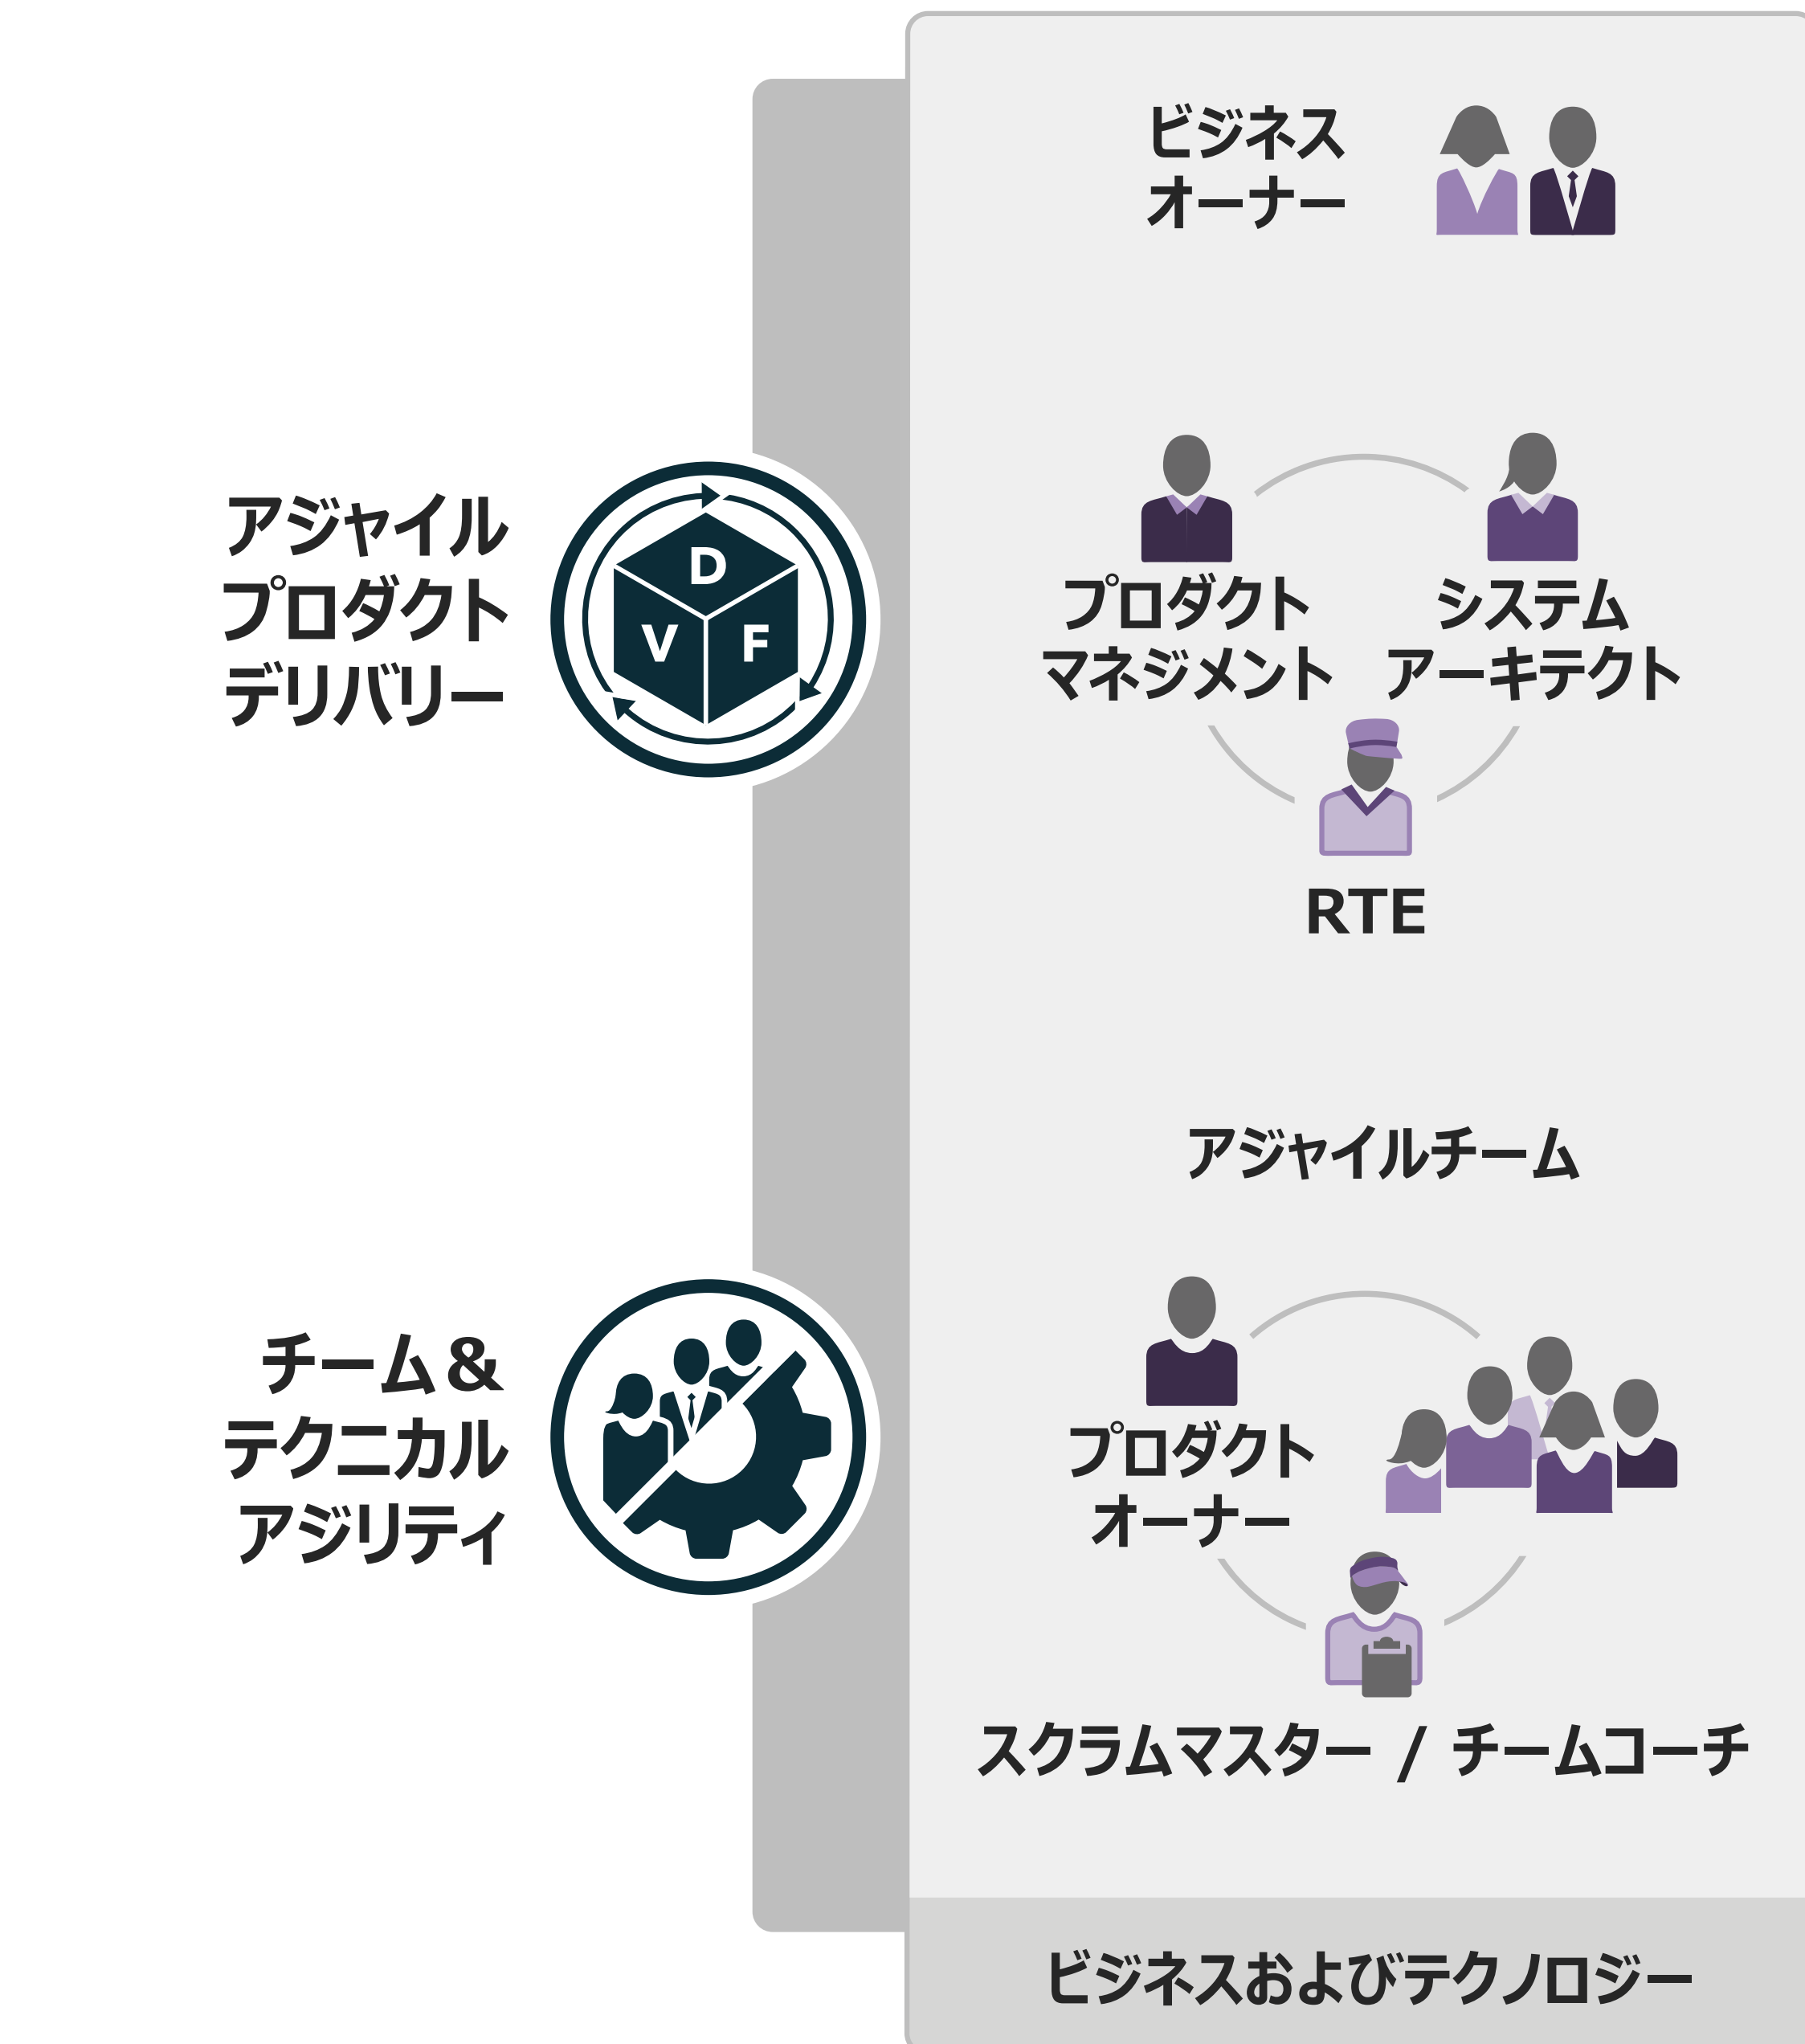 ビジネス
オーナー
アジャイル
プロダクト
デリバリー
D
V
F
プロダクト
マネジメント
システム
アーキテクト
RTE
アジャイルチーム
チーム&
テクニカル
アジリティ
プロダクト
オーナー
スクラムマスター / チームコーチ
ビジネスおよびテクノロジー